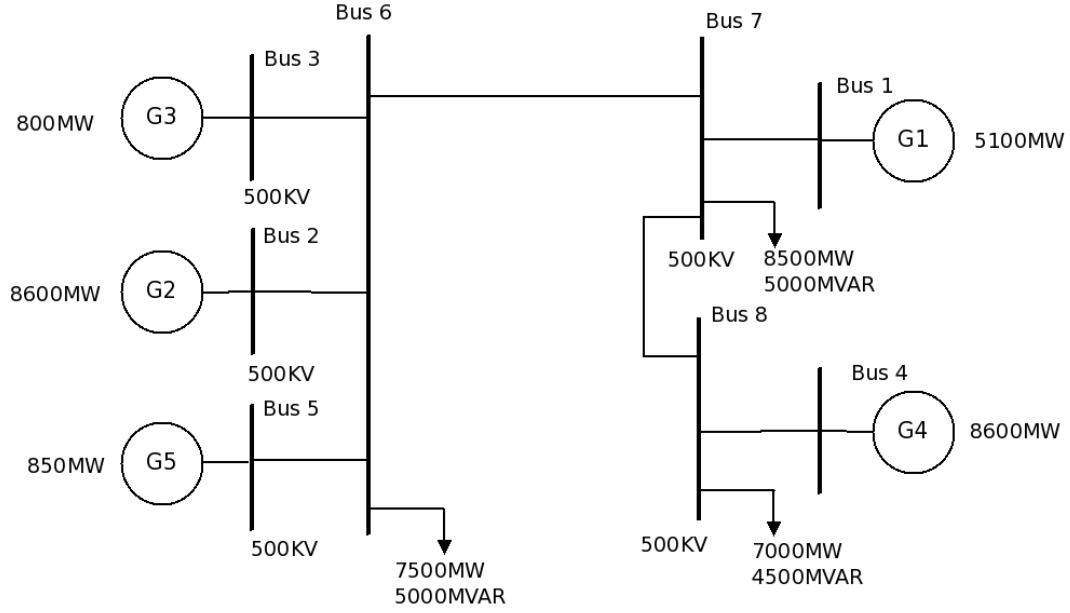 Bus 6
Bus 7
Bus 3
Bus 1
G3
800MW
G1
5100MW
500KV
Bus 2
500KV
8500MW
5000MVAR
G2
8600MW
Bus 8
500KV
Bus 4
Bus 5
G4
8600MW
G5
850MW
500KV
500KV
7000MW
4500MVAR
7500MW
5000MVAR